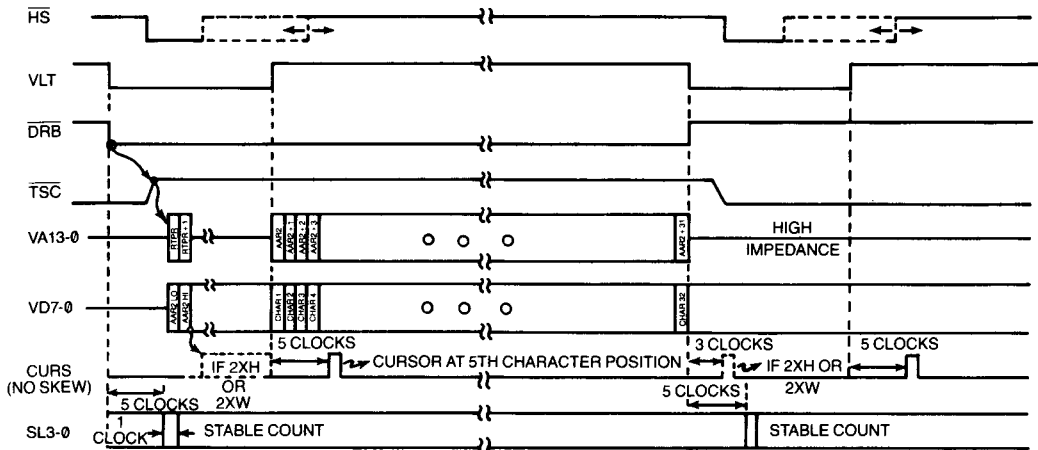 HS
VLT
DRB
TSC
VA13-0
RTPR
RTPR + 1
AAR2
AAR2 + 1
AAR2 + 2
AAR2 + 3
AAR2 + 31
HIGH
IMPEDANCE
VD7-0
AAR2 LO
AAR2 HI
CHAR 1
CHAR 2
CHAR 3
CHAR 4
CHAR 32
5 CLOCKS
3 CLOCKS
5 CLOCKS
CURS
(NO SKEW)
IF 2XH
OR
2XW
CURSOR AT 5TH CHARACTER POSITION
IF 2XH OR
2XW
5 CLOCKS
5 CLOCKS
SL3-0
1
CLOCK
STABLE COUNT
STABLE COUNT